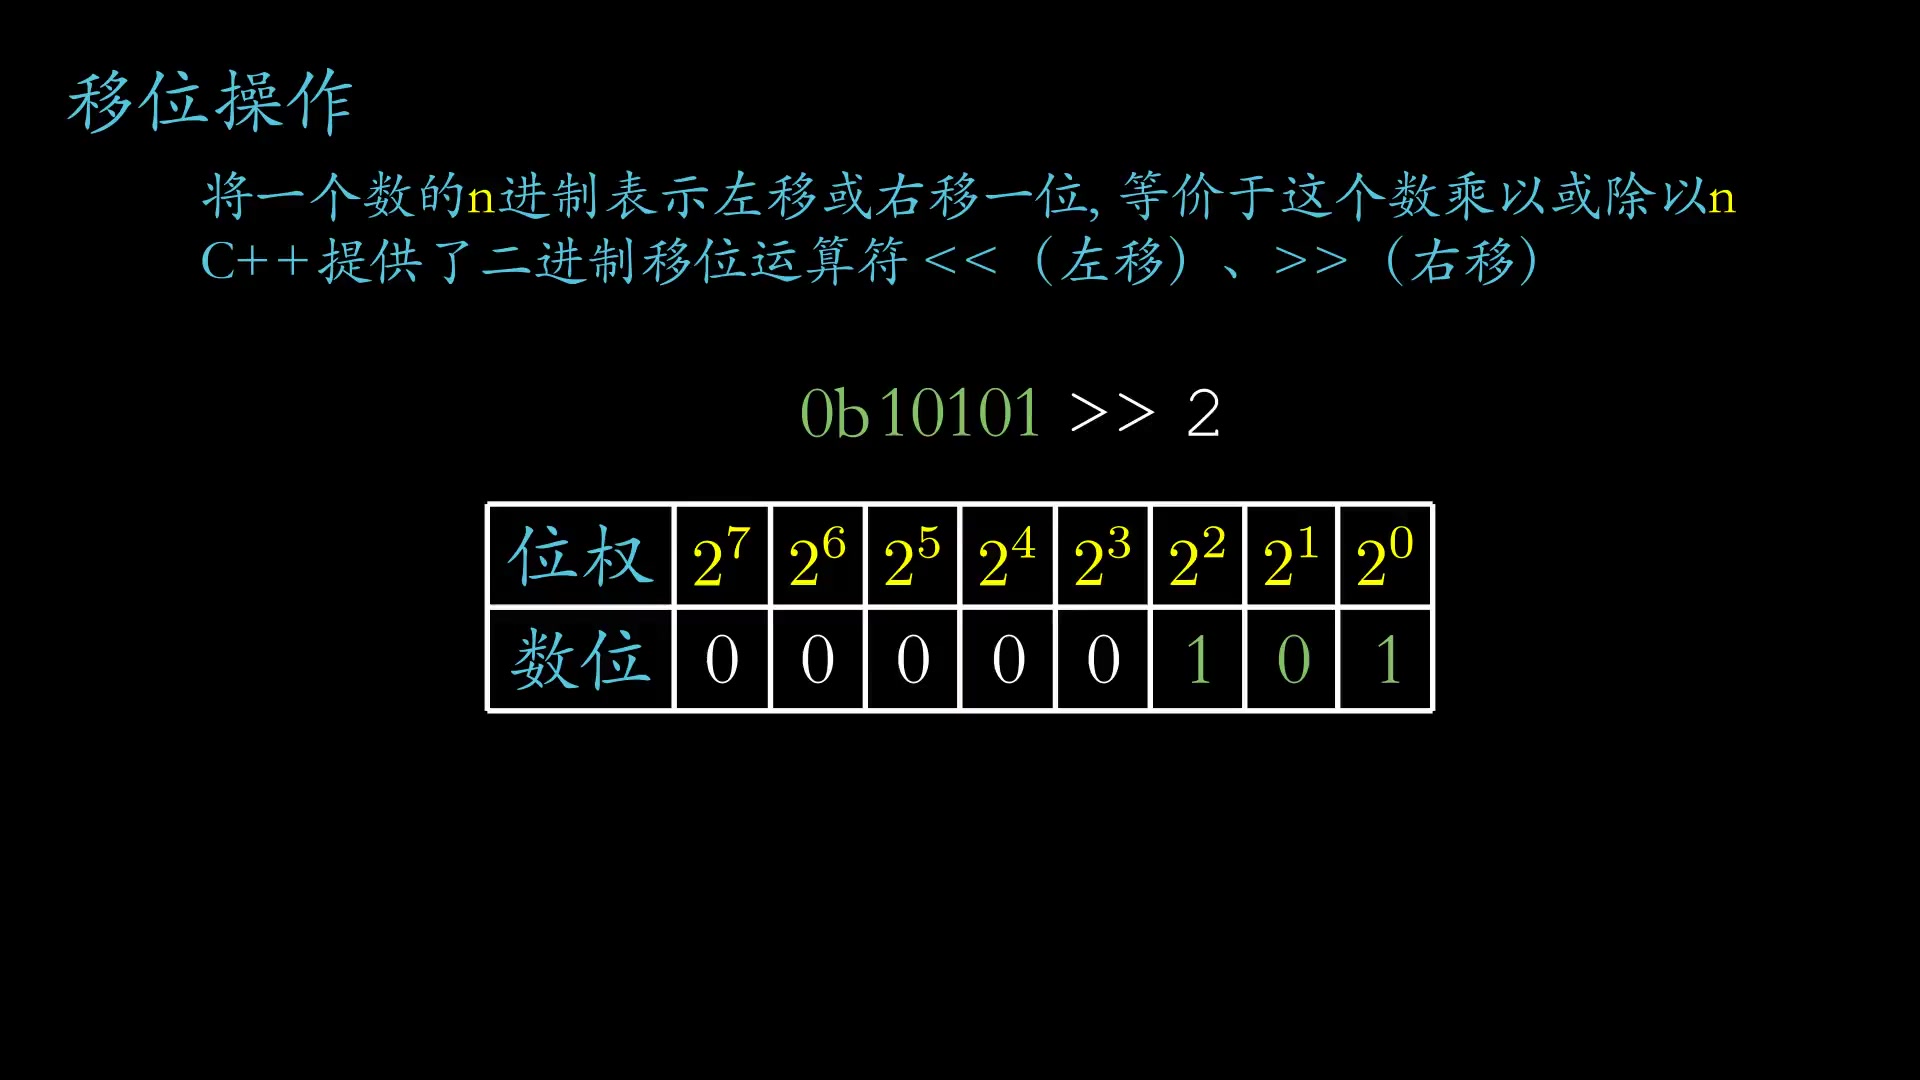 移位操作
将一个数的n进制表示左移或右移一位, 等价于这个数乘以或除以n
C++提供了二进制移位运算符 <<（左移）、>>（右移）
0b10101 >> 2
位权 2^7 2^6 2^5 2^4 2^3 2^2 2^1 2^0
数位 0 0 0 0 0 1 0 1